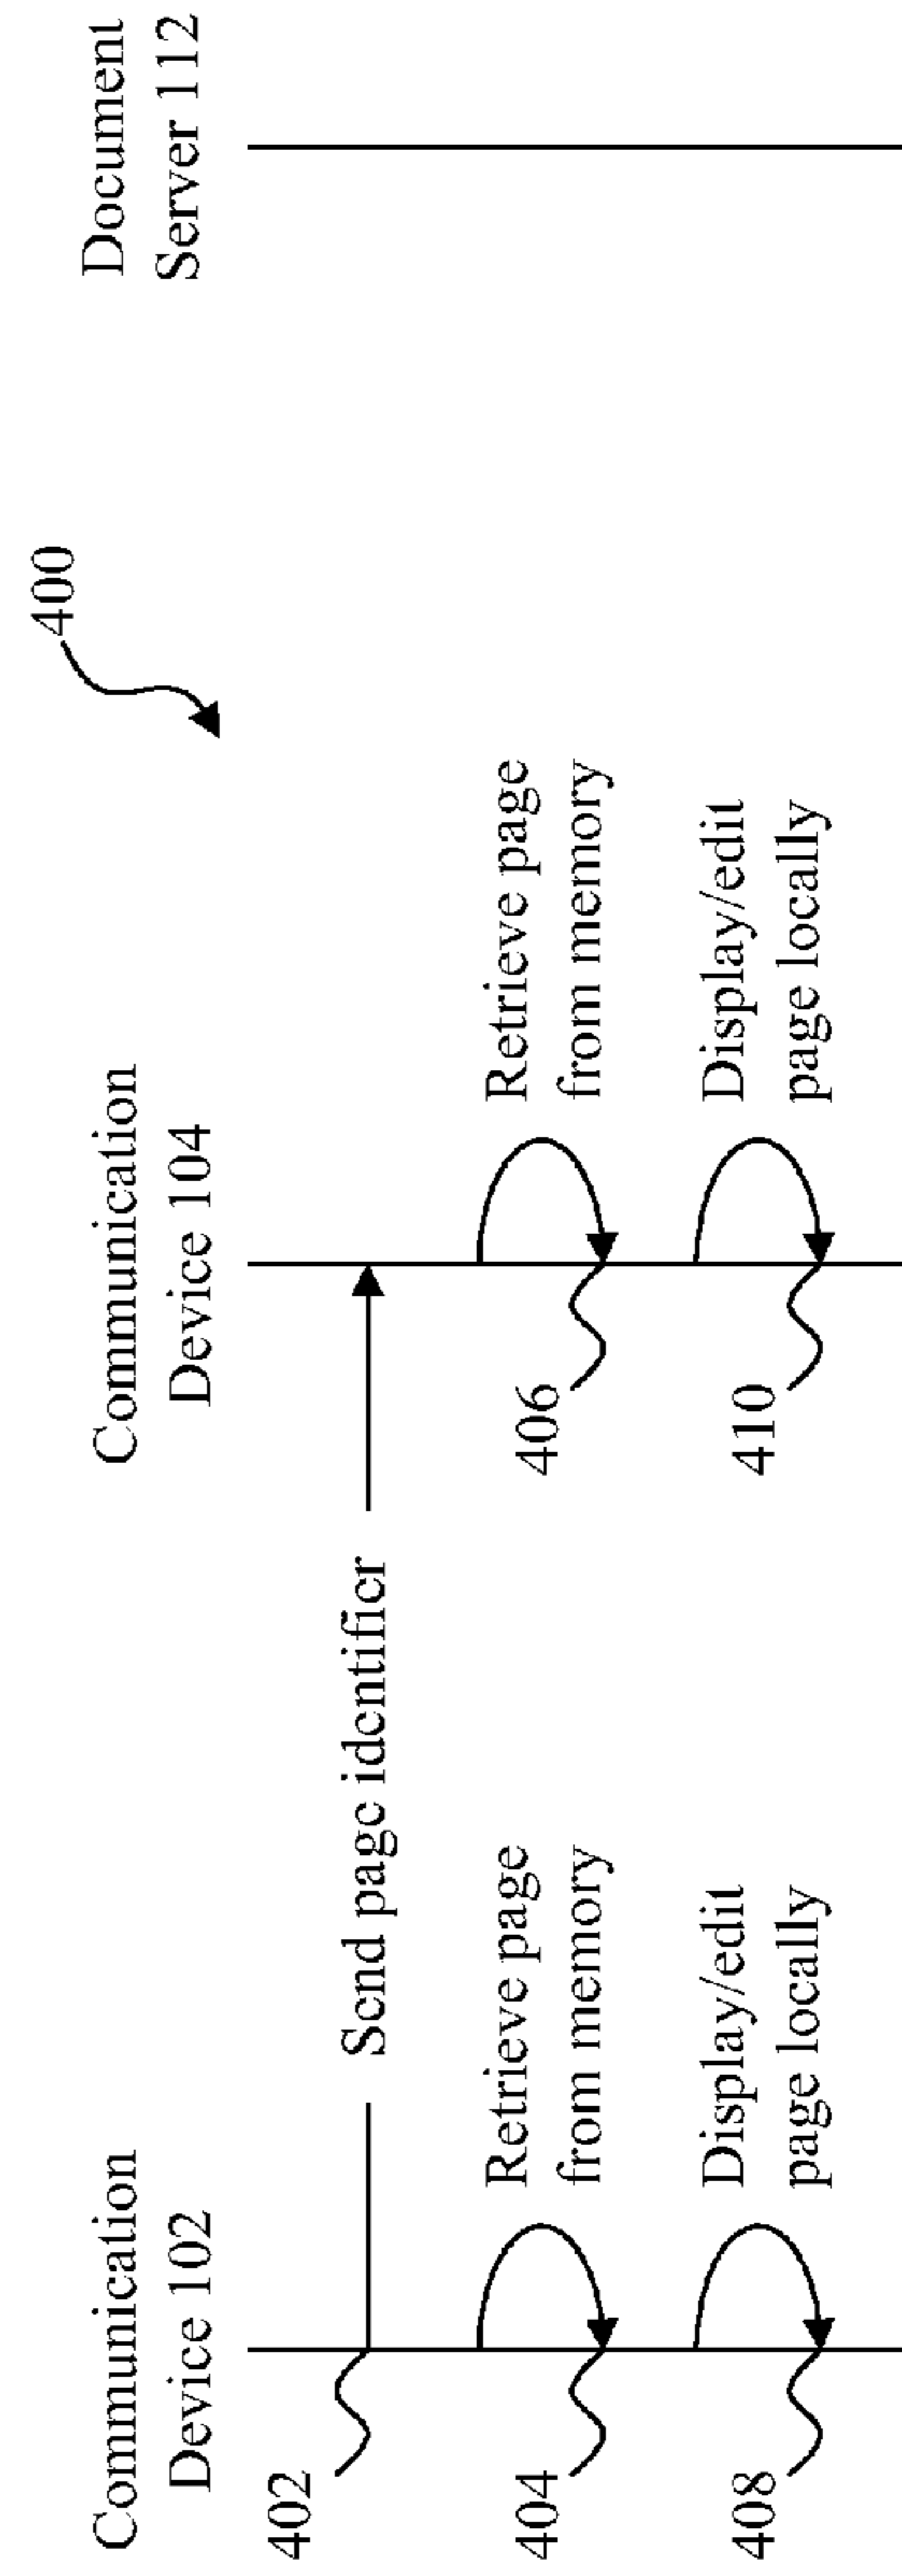 400
Communication
Device 102
Communication
Device 104
Document
Server 112
402
Send page identifier
404
Retrieve page
from memory
406
Retrieve page
from memory
408
Display/edit
page locally
410
Display/edit
page locally